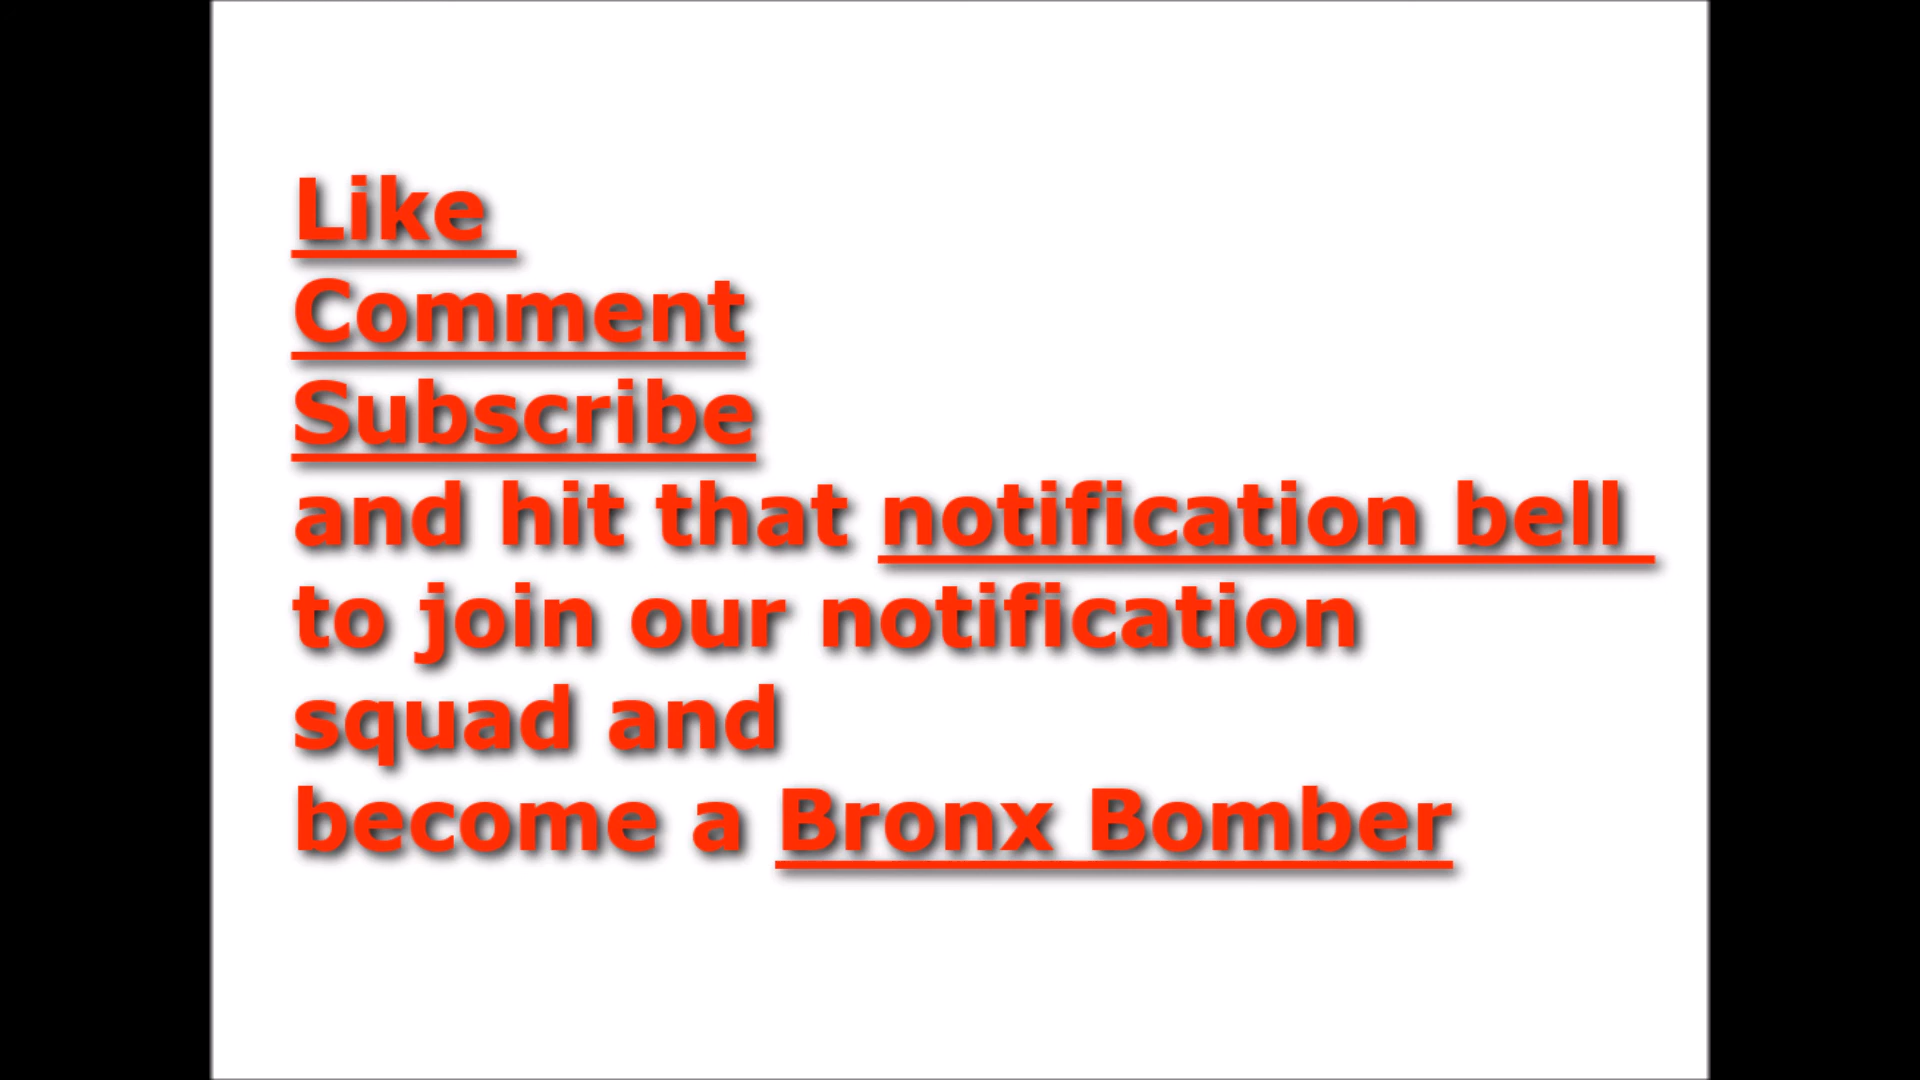 Like
Comment
Subscribe
and hit that notification bell
to join our notification
squad and
become a Bronx Bomber